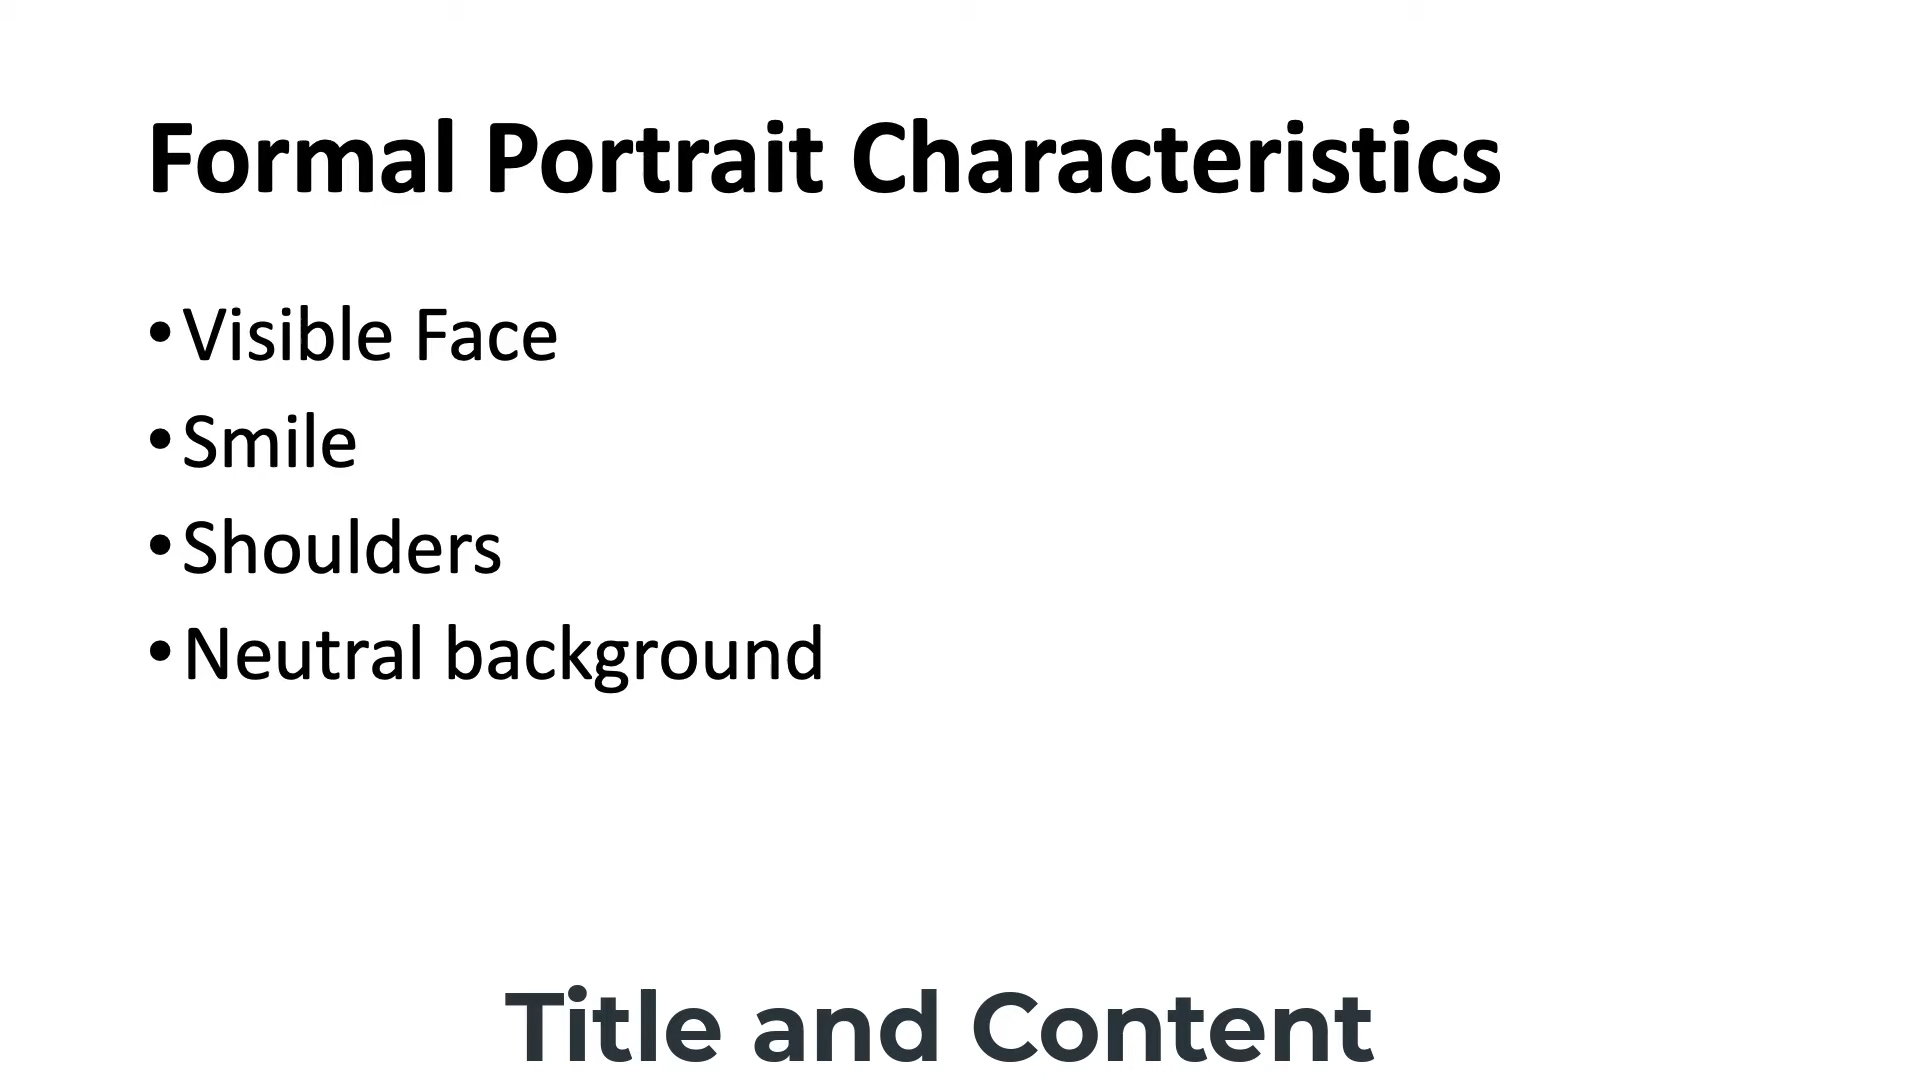 Formal Portrait Characteristics
• Visible Face
• Smile
• Shoulders
• Neutral background
Title and Content